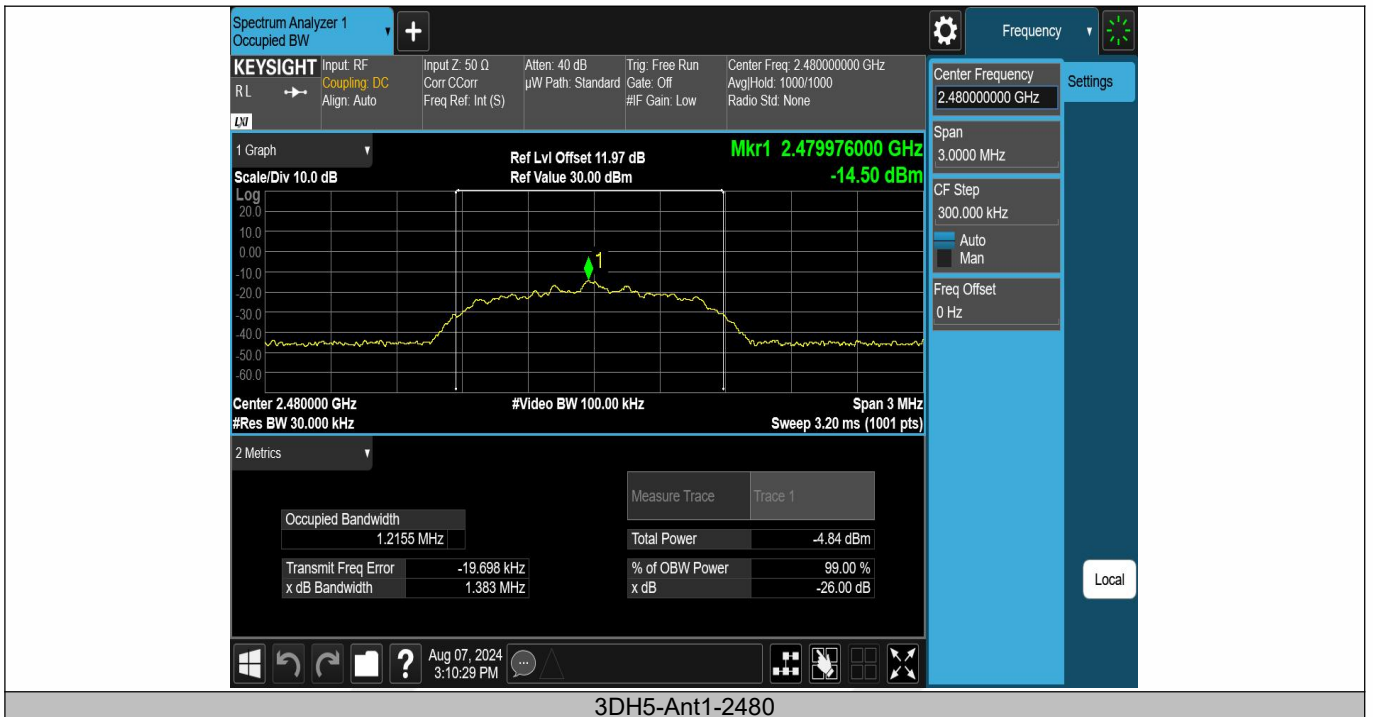 Spectrum Analyzer 1
Occupied BW
+
Frequency
KEYSIGHT
RL
LXI
Input: RF
Coupling: DC
Align: Auto
Input Z: 50 Ω
Corr CCorr
Freq Ref: Int (S)
Atten: 40 dB
µW Path: Standard
Trig: Free Run
Gate: Off
#IF Gain: Low
Center Freq: 2.480000000 GHz
Avg|Hold: 1000/1000
Radio Std: None
Center Frequency
2.480000000 GHz
Settings
Span
3.0000 MHz
CF Step
300.000 kHz
Auto
Man
Freq Offset
0 Hz
Local
1 Graph
Scale/Div 10.0 dB
Ref Lvl Offset 11.97 dB
Ref Value 30.00 dBm
Mkr1 2.479976000 GHz
-14.50 dBm
Log
20.0
10.0
0.00
-10.0
-20.0
-30.0
-40.0
-50.0
-60.0
1
Center 2.480000 GHz
#Video BW 100.00 kHz
Span 3 MHz
#Res BW 30.000 kHz
Sweep 3.20 ms (1001 pts)
2 Metrics
Measure Trace Trace 1
Occupied Bandwidth
1.2155 MHz
Total Power -4.84 dBm
Transmit Freq Error -19.698 kHz
% of OBW Power 99.00 %
x dB Bandwidth 1.383 MHz
x dB -26.00 dB
?
Aug 07, 2024
3:10:29 PM
3DH5-Ant1-2480